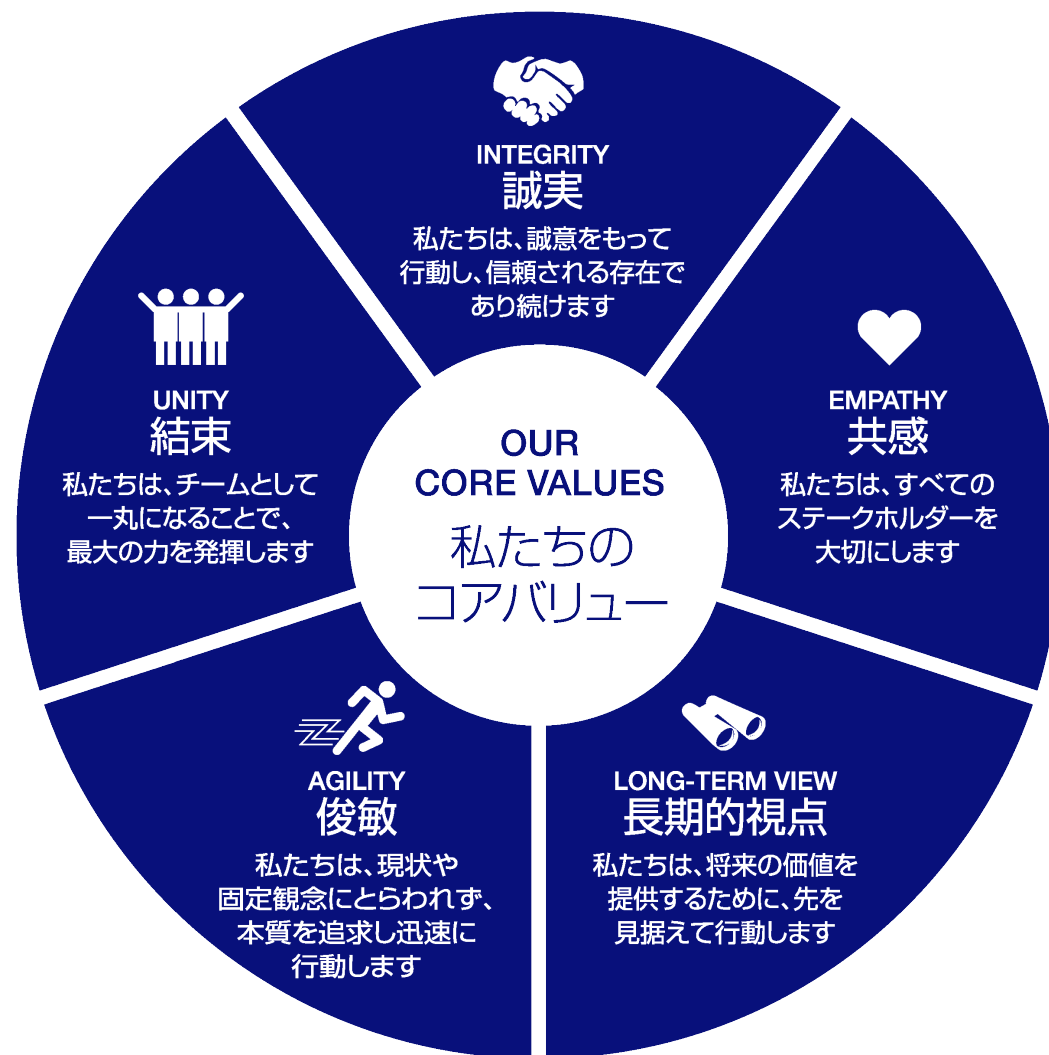 INTEGRITY
誠実
私たちは、誠意をもって
行動し、信頼される存在で
あり続けます
EMPATHY
共感
私たちは、すべての
ステークホルダーを
大切にします
LONG-TERM VIEW
長期的視点
私たちは、将来の価値を
提供するために、先を
見据えて行動します
AGILITY
俊敏
私たちは、現状や
固定観念にとらわれず、
本質を追求し迅速に
行動します
UNITY
結束
私たちは、チームとして
一丸になることで、
最大の力を発揮します
OUR
CORE VALUES
私たちの
コアバリュー